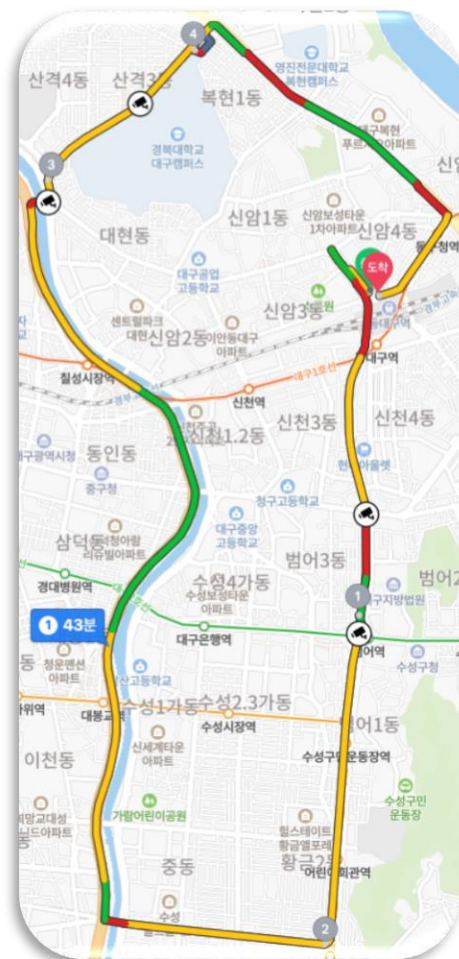 4
산격4동
산격3동
복현1동
영진전문대학교
복현캠퍼스
대구복현
푸르지오아파트
경북대학교
대구캠퍼스
3
신암1동
신암보성타운
1차아파트
신암4동
대현동
대구공업
고등학교
도착
신암3동
센트럴파크
대현
신암2동
이안동대구
아파트
동대구역
대구역
칠성시장역
대구1호선
신천역
신천3동
신천4동
동인동
중구청
청구고등학교
대구중앙
고등학교
삼덕동
리슈빌아파트
범어3동
범어2
경대병원역
수성4가동
수성보성타운
아파트
1
1 43분
대구은행역
수성구청
청운맨션
아파트
대봉교역
수성1가동
수성2.3가동
수성시장역
범어1동
이천동
신세계타운
아파트
수성구민운동장역
수성구민
운동장
가람어린이공원
힐스테이트
황금엘포레
황금2동
어린이회관역
중동
수성
2